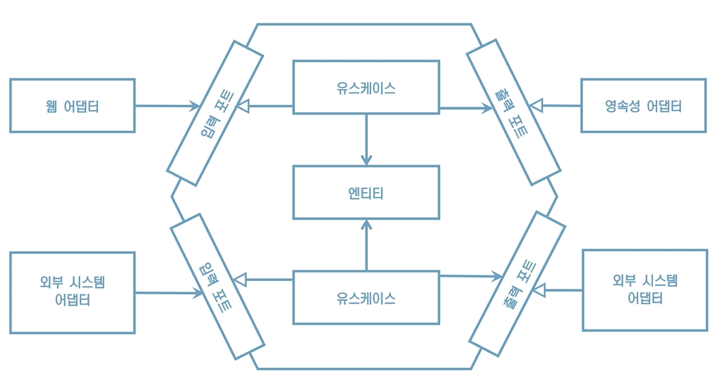 웹 어댑터
입력 포트
유스케이스
출력 포트
영속성 어댑터
엔티티
외부 시스템
어댑터
입력 포트
유스케이스
출력 포트
외부 시스템
어댑터